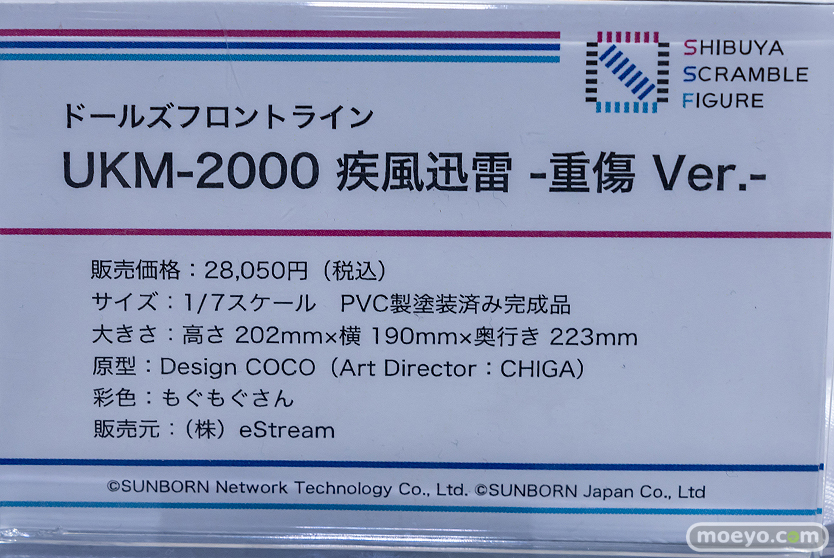 SHIBUYA
SCRAMBLE
FIGURE
ドールズフロントライン
UKM-2000 疾風迅雷 -重傷 Ver.-
販売価格：28,050円（税込）
サイズ：1/7スケール　PVC製塗装済み完成品
大きさ：高さ 202mm×横 190mm×奥行き 223mm
原型：Design COCO（Art Director：CHIGA）
彩色：もぐもぐさん
販売元：（株）eStream
©SUNBORN Network Technology Co., Ltd. ©SUNBORN Japan Co., Ltd
moeyo.com